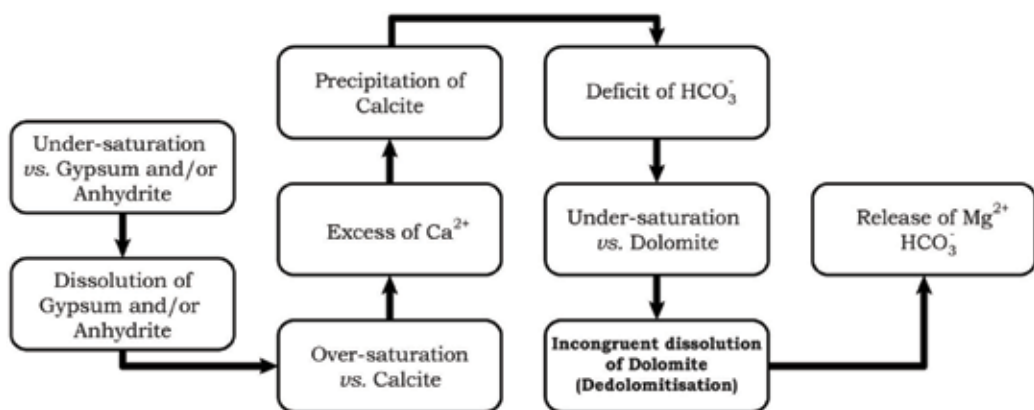 Under-saturation
vs. Gypsum and/or
Anhydrite
Dissolution of
Gypsum and/or
Anhydrite
Over-saturation
vs. Calcite
Excess of Ca²⁺
Precipitation of
Calcite
Deficit of HCO₃⁻
Under-saturation
vs. Dolomite
Incongruent dissolution
of Dolomite
(Dedolomitisation)
Release of Mg²⁺
HCO₃⁻